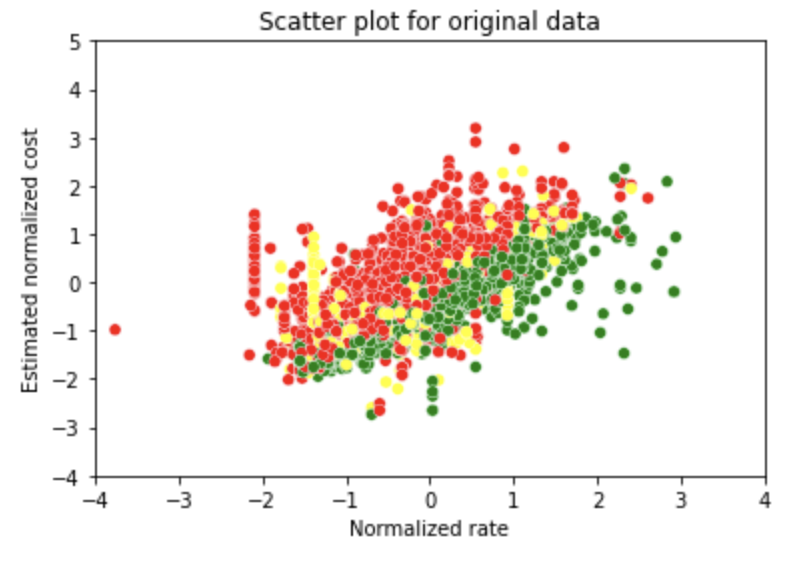 Scatter plot for original data
5
4
3
2
1
0
−1
−2
−3
−4
Estimated normalized cost
−4 −3 −2 −1 0 1 2 3 4
Normalized rate